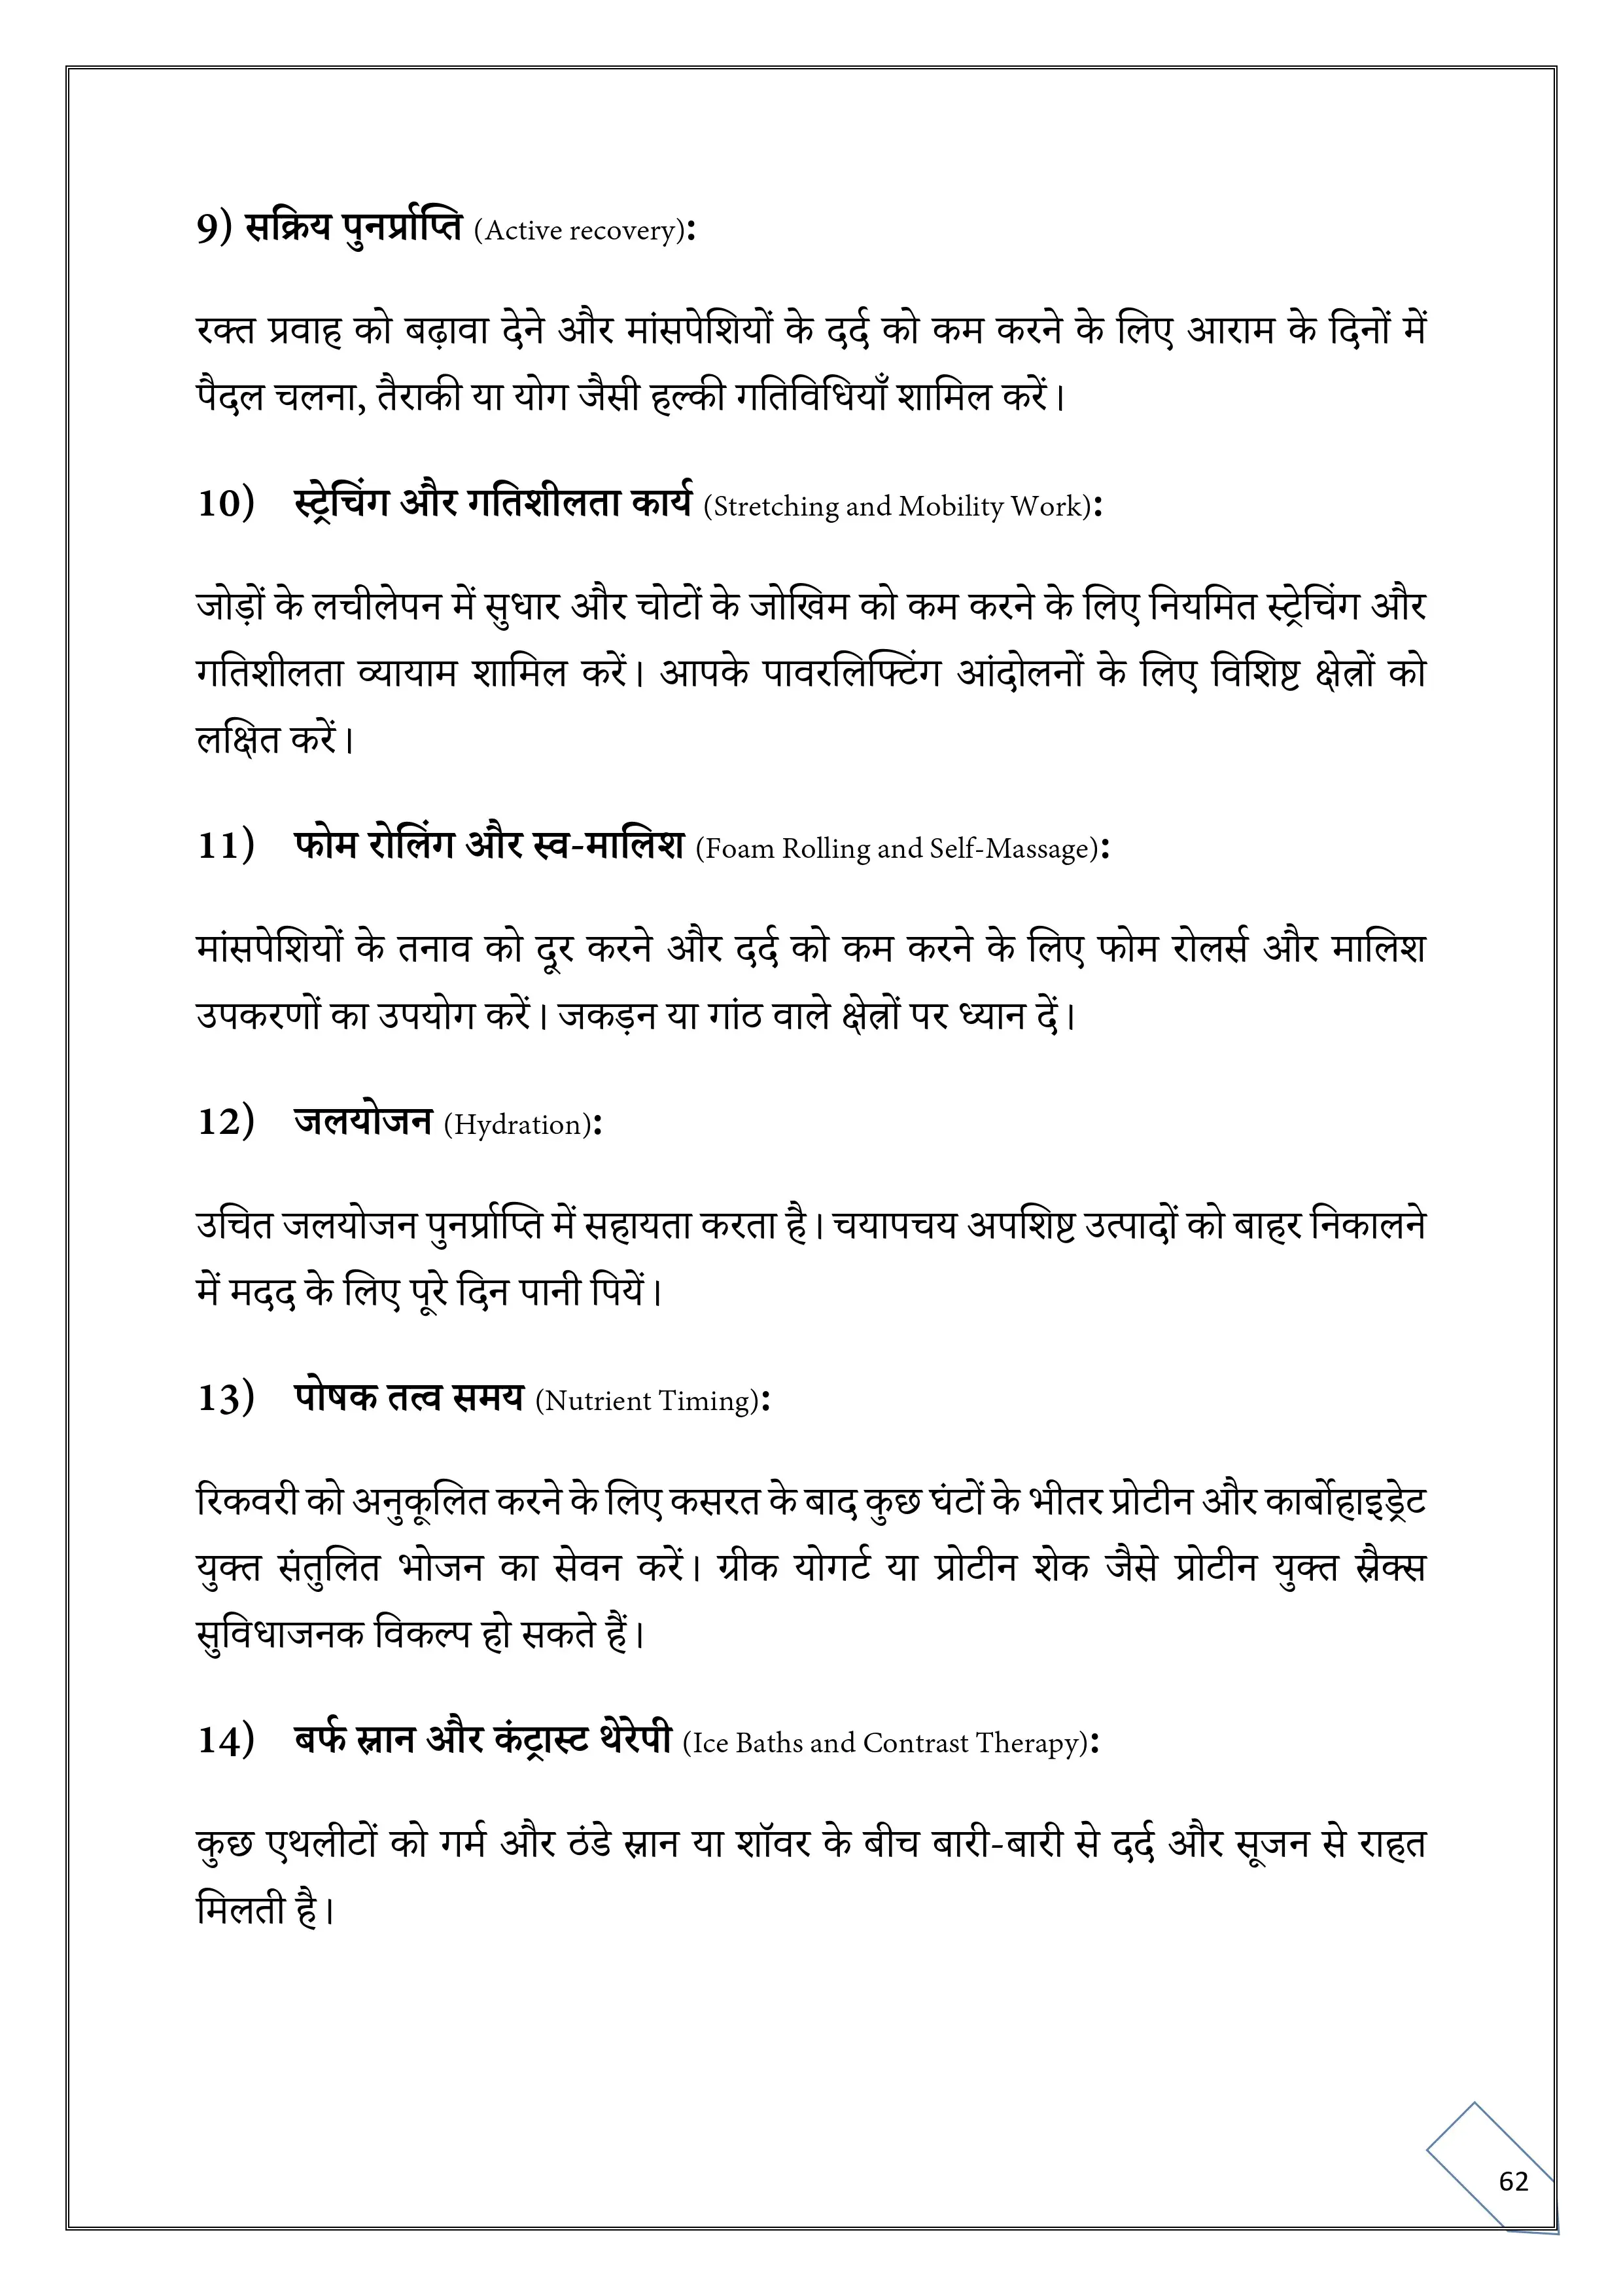 9) सक्रिय पुनर्प्राप्ति (Active recovery):
रक्त प्रवाह को बढ़ावा देने और मांसपेशियों के दर्द को कम करने के लिए आराम के दिनों में
पैदल चलना, तैराकी या योग जैसी हल्की गतिविधियाँ शामिल करें।
10) स्ट्रेचिंग और गतिशीलता कार्य (Stretching and Mobility Work):
जोड़ों के लचीलेपन में सुधार और चोटों के जोखिम को कम करने के लिए नियमित स्ट्रेचिंग और
गतिशीलता व्यायाम शामिल करें। आपके पावरलिफ्टिंग आंदोलनों के लिए विशिष्ट क्षेत्रों को
लक्षित करें।
11) फोम रोलिंग और स्व-मालिश (Foam Rolling and Self-Massage):
मांसपेशियों के तनाव को दूर करने और दर्द को कम करने के लिए फोम रोलर्स और मालिश
उपकरणों का उपयोग करें। जकड़न या गांठ वाले क्षेत्रों पर ध्यान दें।
12) जलयोजन (Hydration):
उचित जलयोजन पुनर्प्राप्ति में सहायता करता है। चयापचय अपशिष्ट उत्पादों को बाहर निकालने
में मदद के लिए पूरे दिन पानी पियें।
13) पोषक तत्व समय (Nutrient Timing):
रिकवरी को अनुकूलित करने के लिए कसरत के बाद कुछ घंटों के भीतर प्रोटीन और कार्बोहाइड्रेट
युक्त संतुलित भोजन का सेवन करें। ग्रीक योगर्ट या प्रोटीन शेक जैसे प्रोटीन युक्त स्नैक्स
सुविधाजनक विकल्प हो सकते हैं।
14) बर्फ स्नान और कंट्रास्ट थेरेपी (Ice Baths and Contrast Therapy):
कुछ एथलीटों को गर्म और ठंडे स्नान या शॉवर के बीच बारी-बारी से दर्द और सूजन से राहत
मिलती है।
62